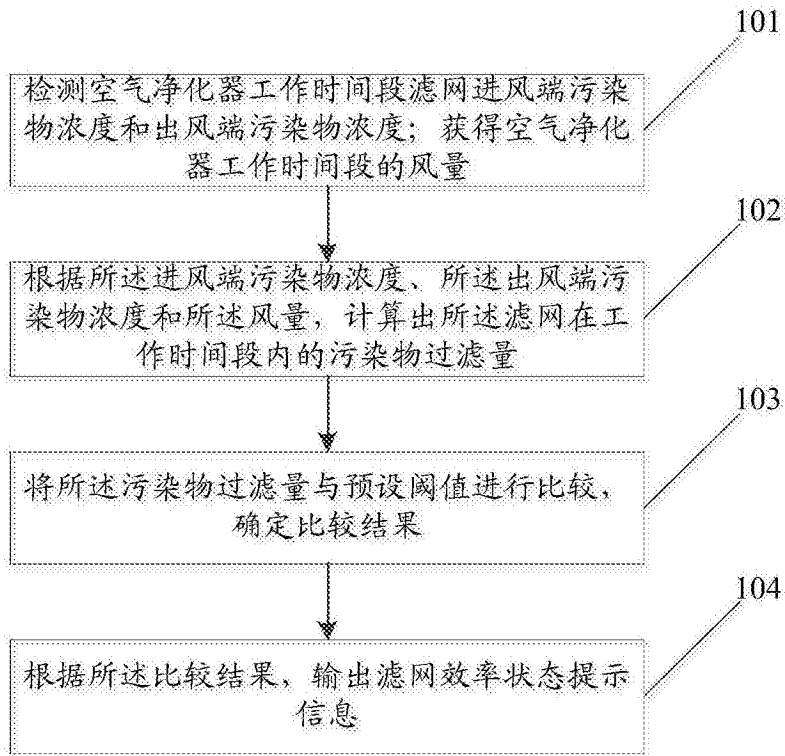 101
检测空气净化器工作时间段滤网进风端污染
物浓度和出风端污染物浓度；获得空气净化
器工作时间段的风量
102
根据所述进风端污染物浓度、所述出风端污
染物浓度和所述风量，计算出所述滤网在工
作时间段内的污染物过滤量
103
将所述污染物过滤量与预设阈值进行比较，
确定比较结果
104
根据所述比较结果，输出滤网效率状态提示
信息